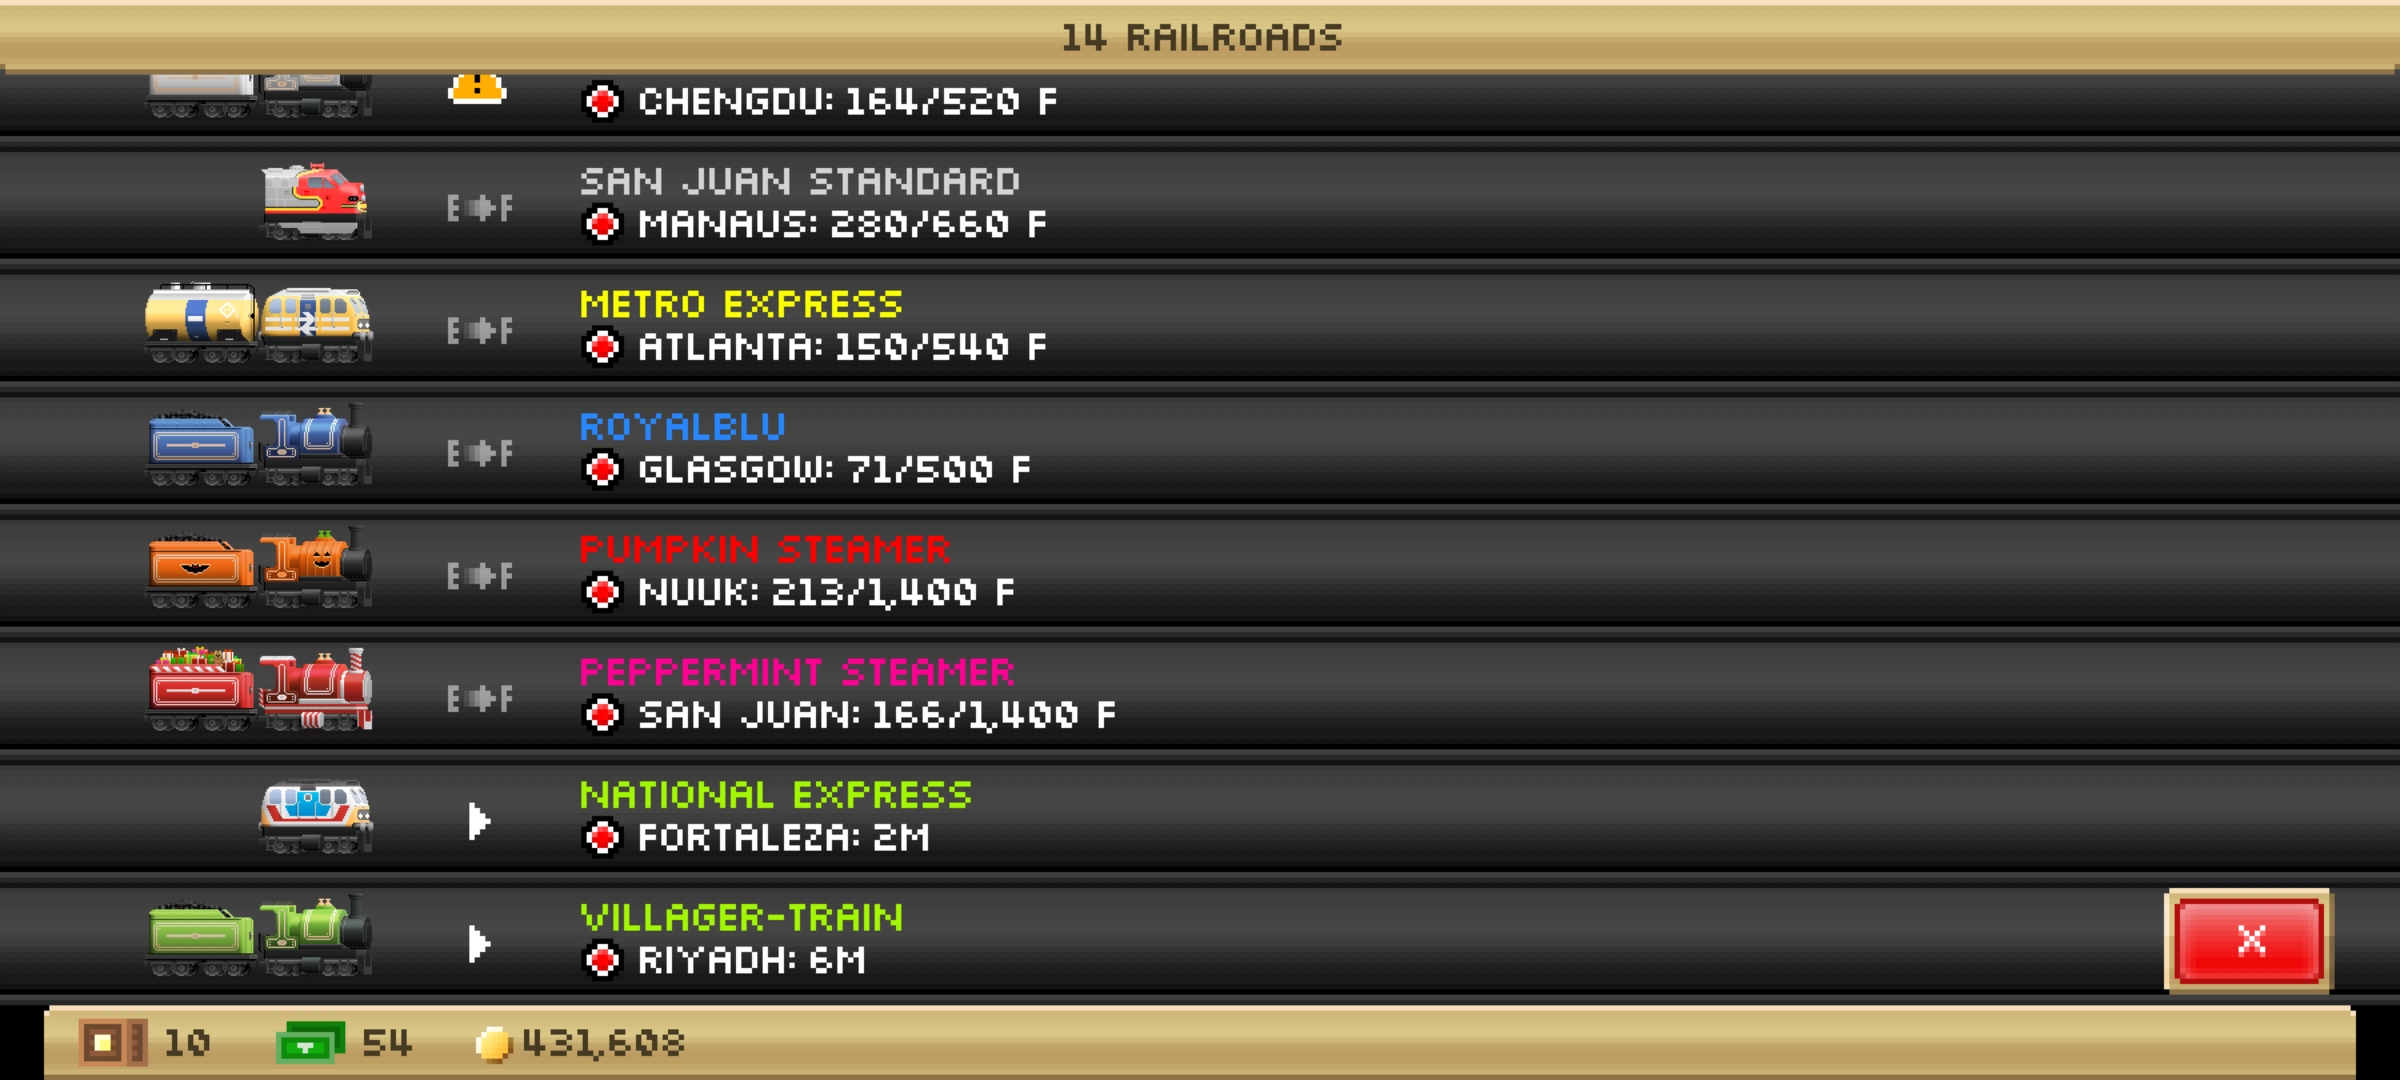 14 RAILROADS
CHENGDU: 164/520 F
SAN JUAN STANDARD
E F
MANAUS: 280/660 F
METRO EXPRESS
E F
ATLANTA: 150/540 F
ROYALBLU
E F
GLASGOW: 71/500 F
PUMPKIN STEAMER
E F
NUUK: 213/1,400 F
PEPPERMINT STEAMER
E F
SAN JUAN: 166/1,400 F
NATIONAL EXPRESS
FORTALEZA: 2M
VILLAGER-TRAIN
RIYADH: 6M
X
10 54 431,608